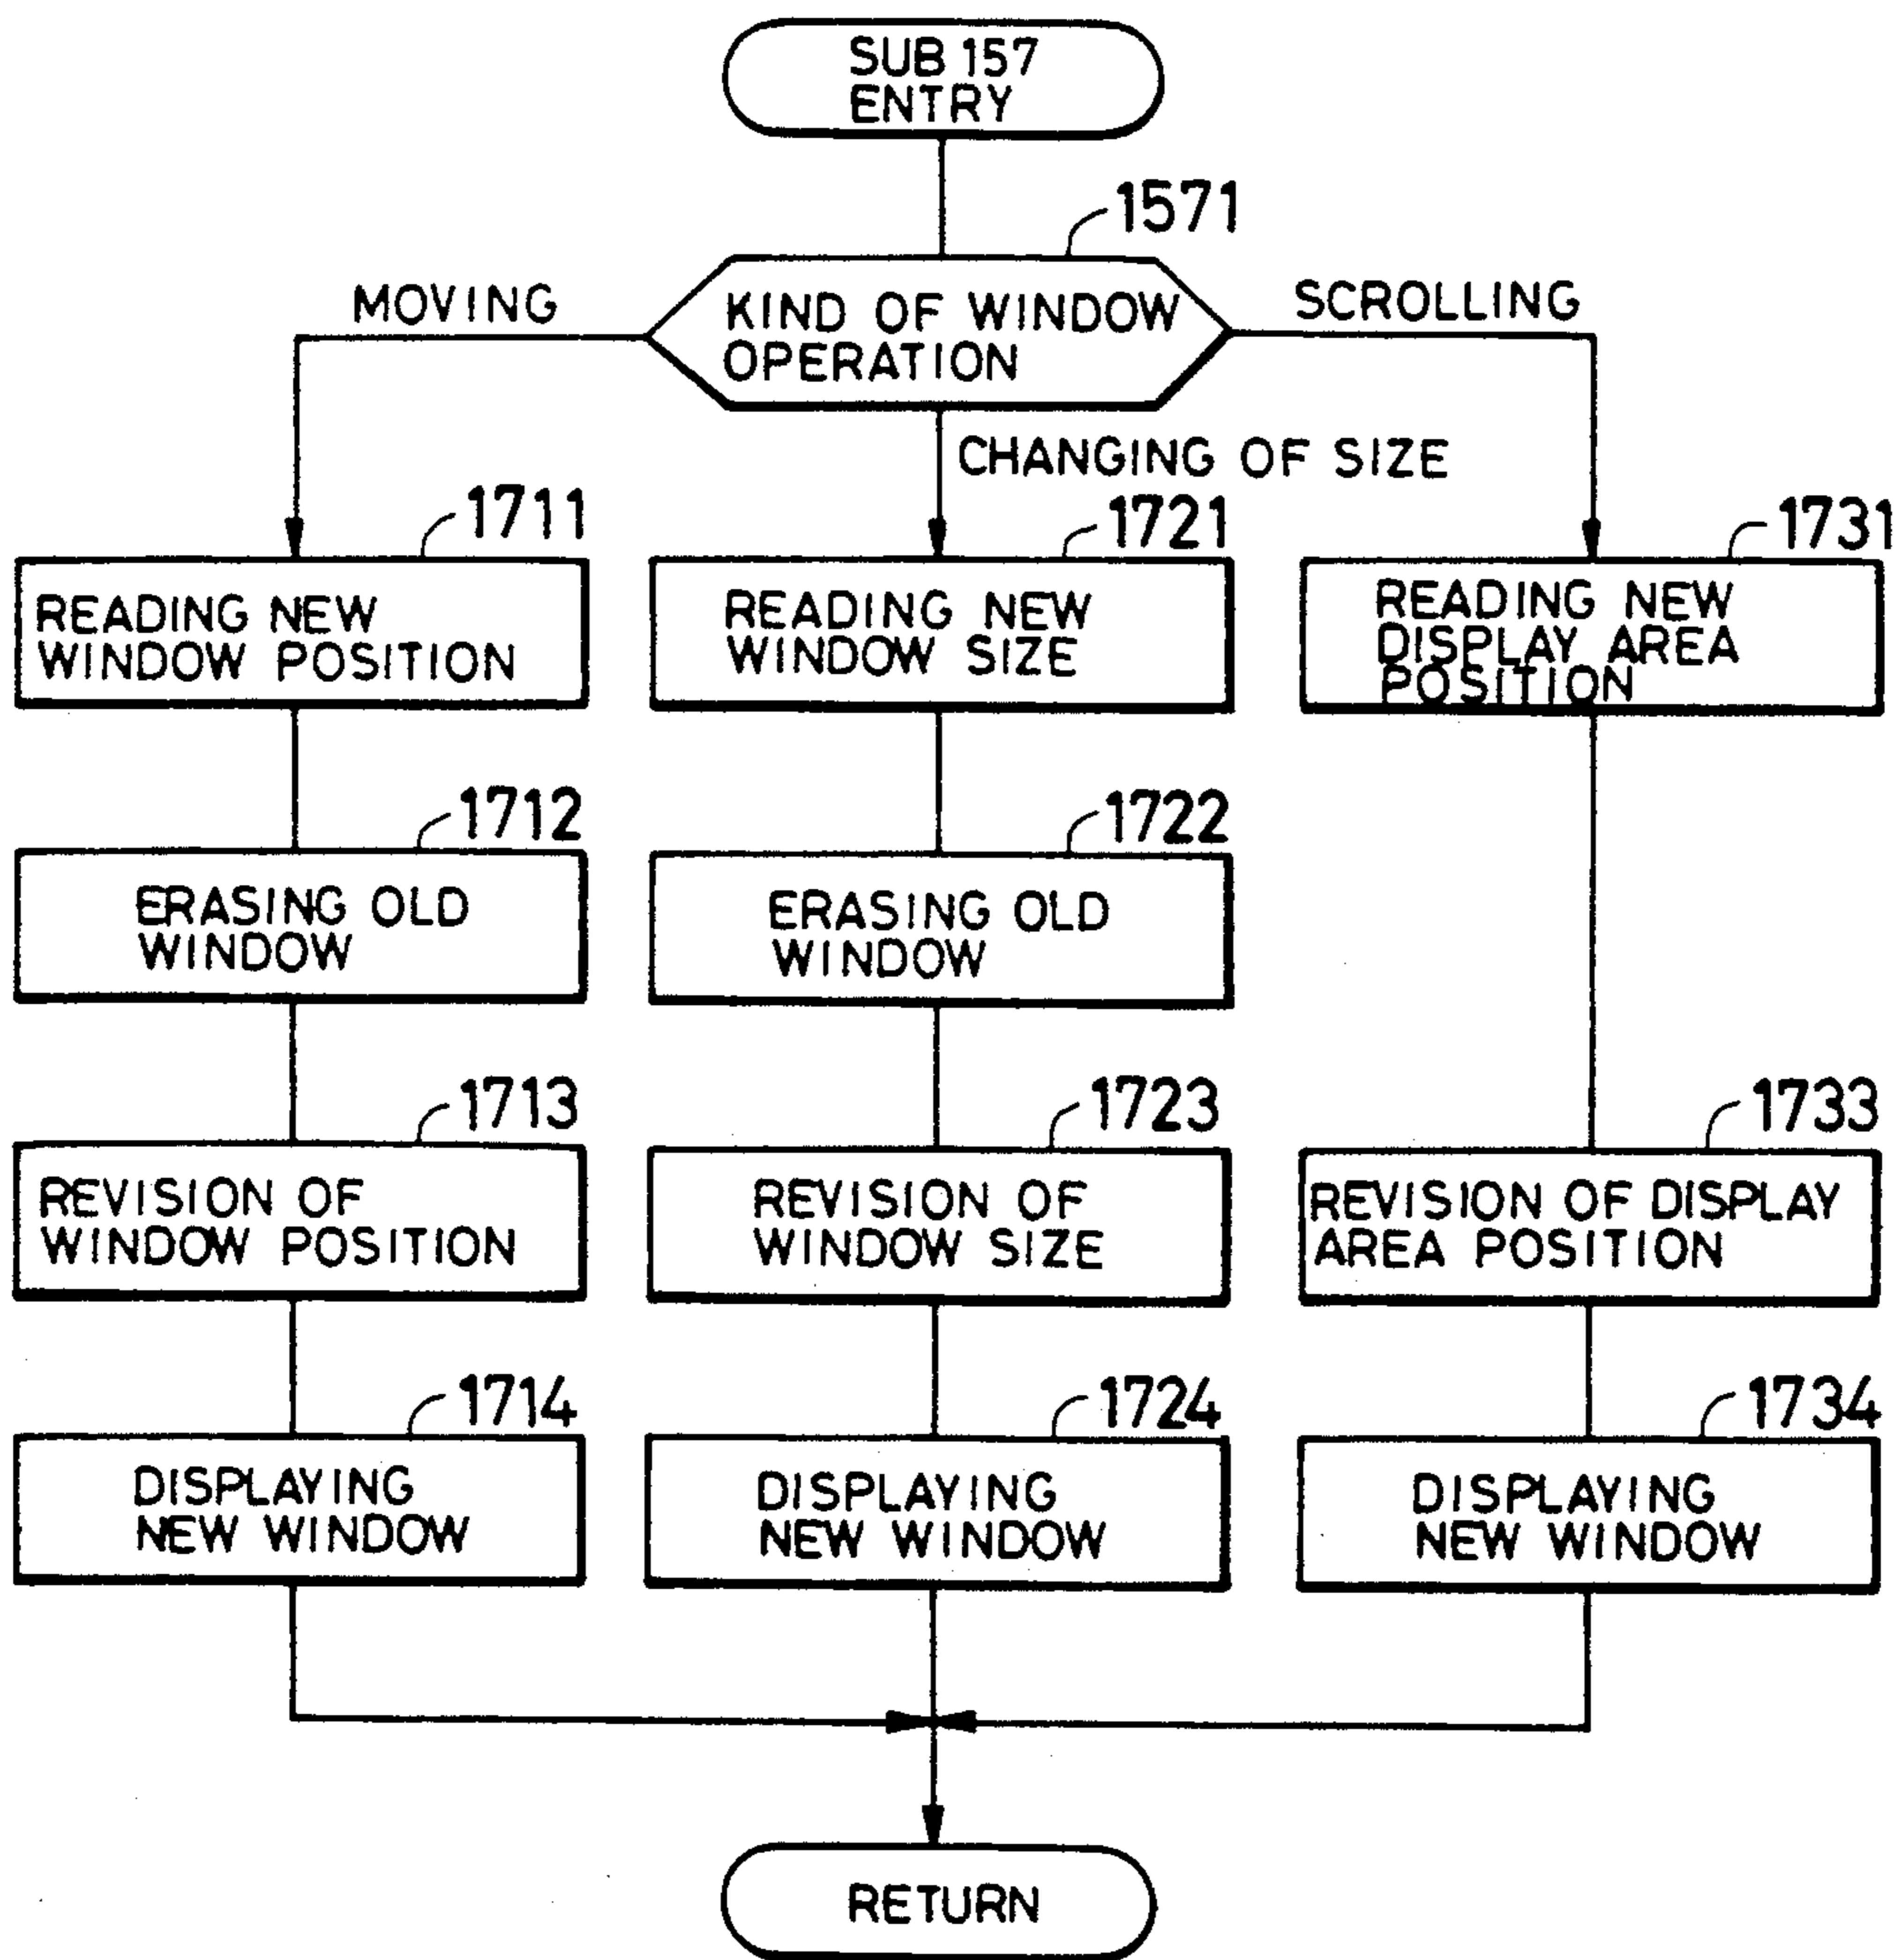 SUB 157
ENTRY
1571
MOVING
KIND OF WINDOW
OPERATION
SCROLLING
CHANGING OF SIZE
1711
1721
1731
READING NEW
WINDOW POSITION
READING NEW
WINDOW SIZE
READING NEW
DISPLAY AREA
POSITION
1712
1722
ERASING OLD
WINDOW
ERASING OLD
WINDOW
1713
1723
1733
REVISION OF
WINDOW POSITION
REVISION OF
WINDOW SIZE
REVISION OF DISPLAY
AREA POSITION
1714
1724
1734
DISPLAYING
NEW WINDOW
DISPLAYING
NEW WINDOW
DISPLAYING
NEW WINDOW
RETURN